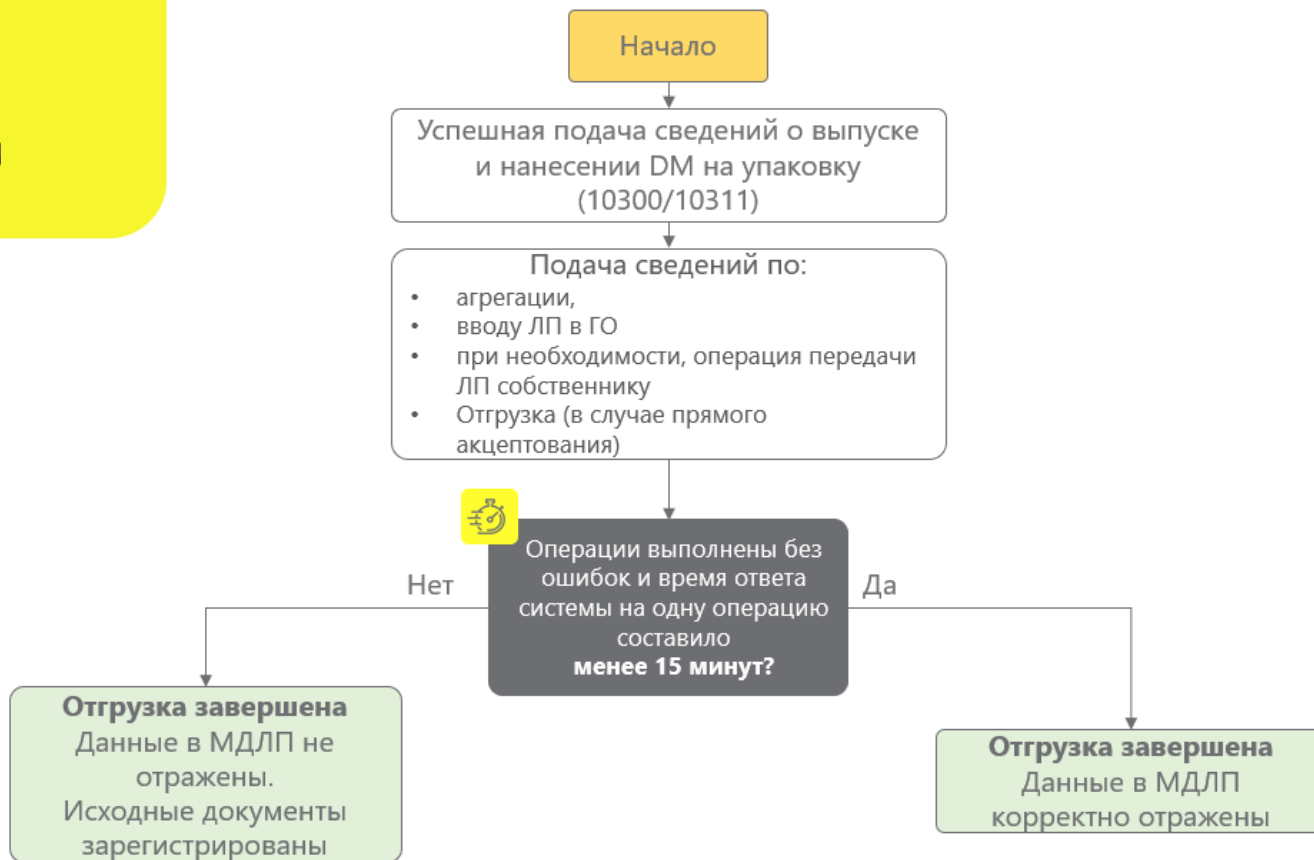 Начало
Успешная подача сведений о выпуске
и нанесении DM на упаковку
(10300/10311)
Подача сведений по:
• агрегации,
• вводу ЛП в ГО
• при необходимости, операция передачи
ЛП собственнику
• Отгрузка (в случае прямого
акцептования)
Операции выполнены без
ошибок и время ответа
системы на одну операцию
составило
менее 15 минут?
Нет
Да
Отгрузка завершена
Данные в МДЛП не
отражены.
Исходные документы
зарегистрированы
Отгрузка завершена
Данные в МДЛП
корректно отражены